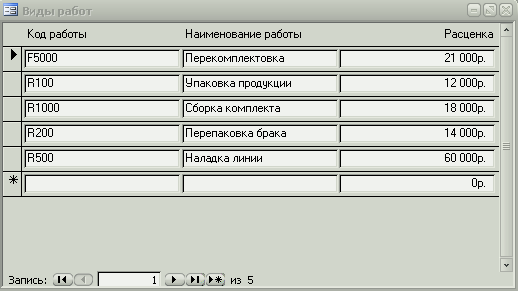 Виды работ
Код работы Наименование работы Расценка
F5000 Перекомплектовка 21 000р.
R100 Упаковка продукции 12 000р.
R1000 Сборка комплекта 18 000р.
R200 Перепаковка брака 14 000р.
R500 Наладка линии 60 000р.
0р.
Запись: 1 из 5